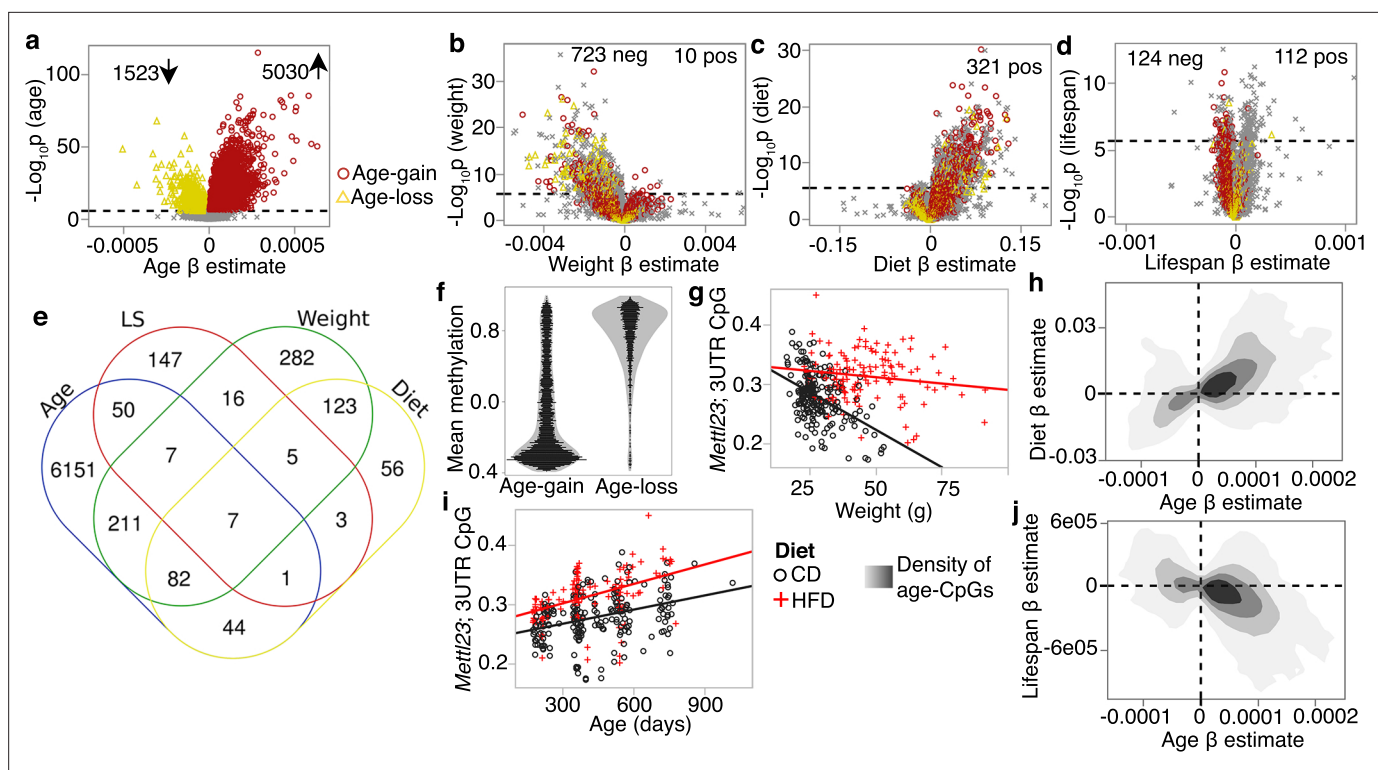 a
-Log10p (age)
100
50
0
1523
5030
-0.0005
0
0.0005
Age β estimate
Age-gain
Age-loss
b
-Log10p (weight)
36
20
10
0
723 neg
10 pos
-0.004
0
0.004
Weight β estimate
c
-Log10p (diet)
30
20
10
0
321 pos
-0.15
0
0.15
Diet β estimate
d
-Log10p (lifespan)
10
5
0
124 neg
112 pos
-0.001
0
0.001
Lifespan β estimate
e
LS
Weight
Age
Diet
147
282
50
16
123
6151
7
5
56
211
7
3
82
1
44
f
Mean methylation
0.8
0.0
0.4
Age-gain
Age-loss
g
Mettl23; 3UTR CpG
0.4
0.3
0.2
25
50
75
Weight (g)
h
Diet β estimate
0.03
0
-0.03
-0.0001
0
0.0001
0.0002
Age β estimate
i
Mettl23; 3UTR CpG
0.4
0.3
0.2
300
600
900
Age (days)
Diet
CD
HFD
Density of
age-CpGs
j
Lifespan β estimate
6e05
0
-6e05
-0.0001
0
0.0001
0.0002
Age β estimate